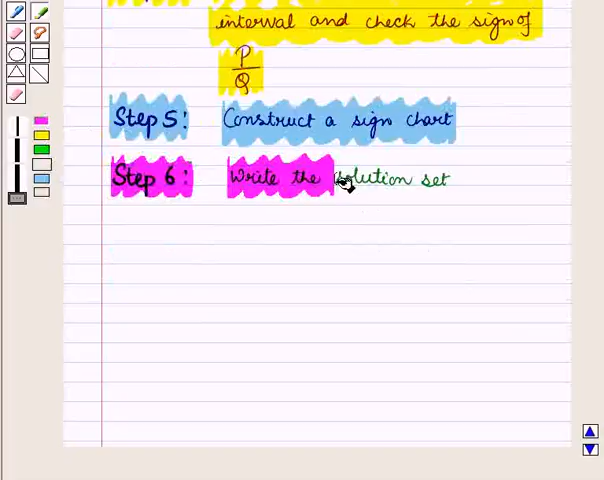 interval and check the sign of
P
Q
Step 5: Construct a sign chart
Step 6: Write the solution set